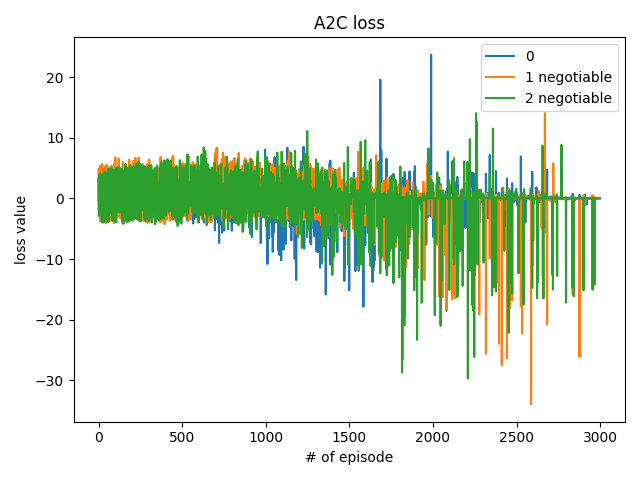 A2C loss
0
1 negotiable
2 negotiable
20
10
0
−10
−20
−30
loss value
0
500
1000
1500
2000
2500
3000
# of episode